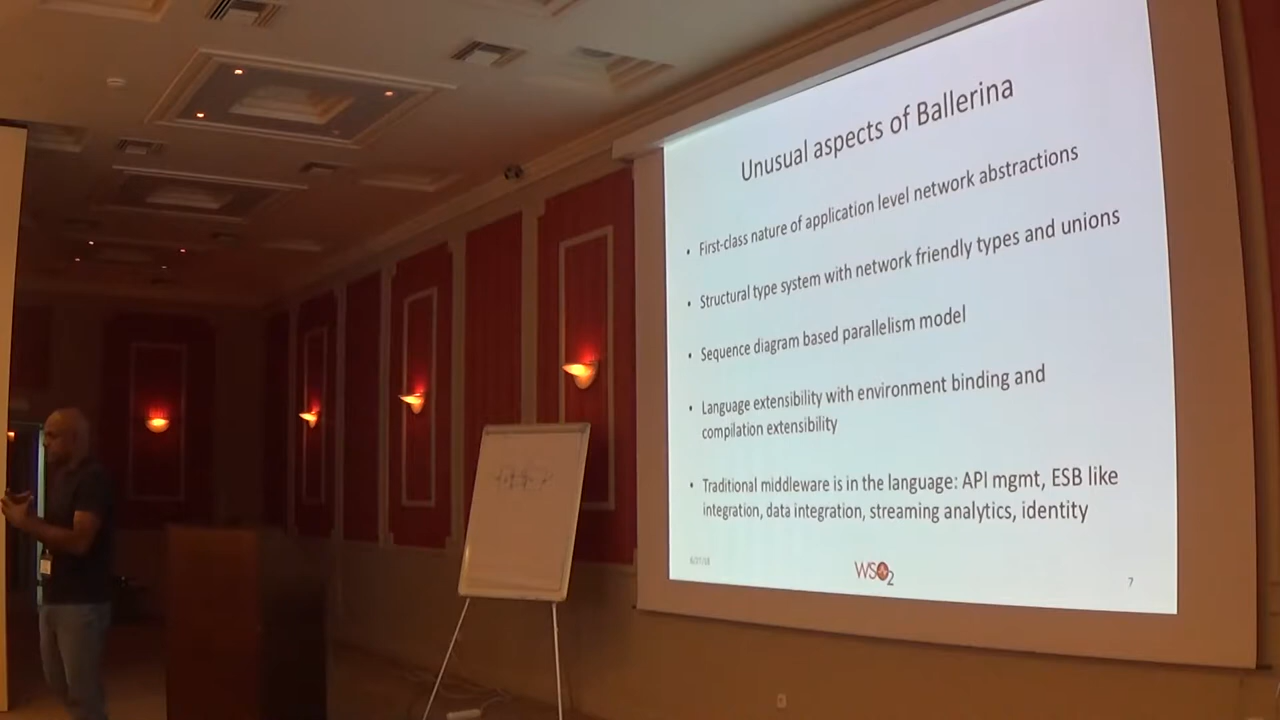 Unusual aspects of Ballerina
• First-class nature of application level network abstractions
• Structural type system with network friendly types and unions
• Sequence diagram based parallelism model
• Language extensibility with environment binding and
compilation extensibility
• Traditional middleware is in the language: API mgmt, ESB like
integration, data integration, streaming analytics, identity
WSO2
7